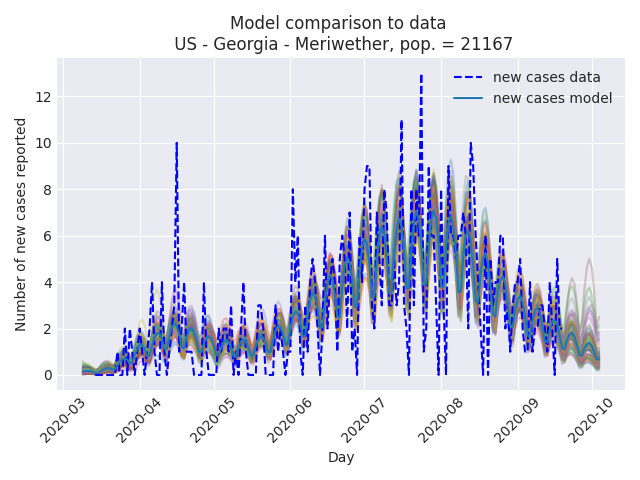 Model comparison to data
US - Georgia - Meriwether, pop. = 21167
new cases data
new cases model
Number of new cases reported
12
10
8
6
4
2
0
2020-03
2020-04
2020-05
2020-06
2020-07
2020-08
2020-09
2020-10
Day